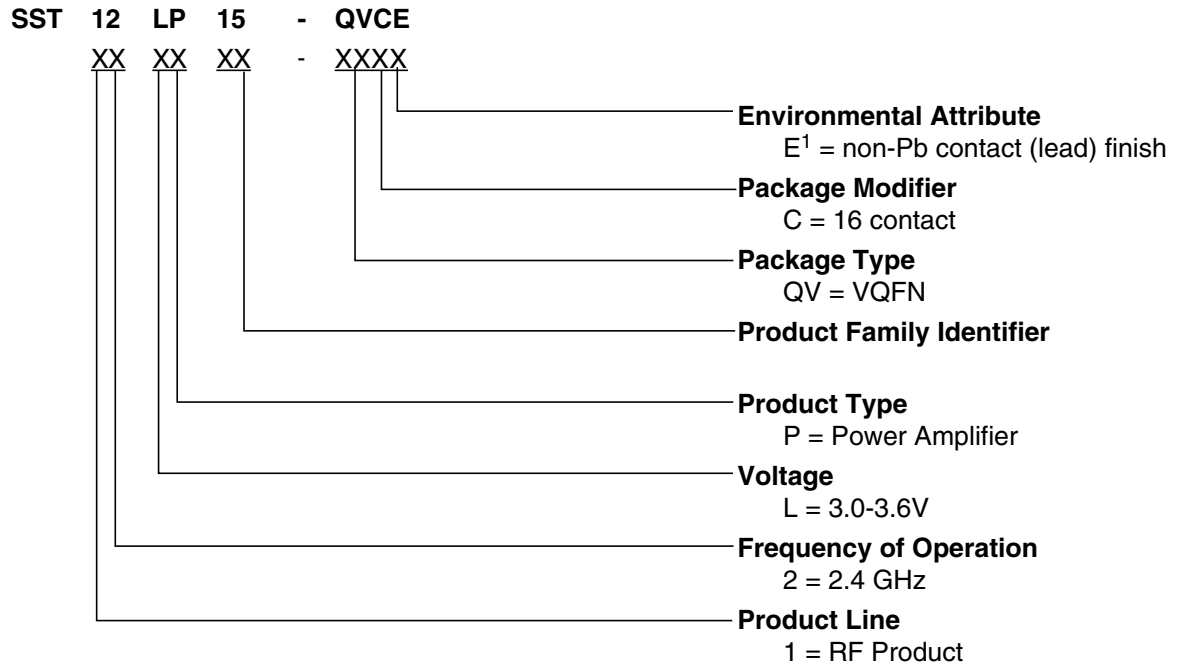 SST 12 LP 15 - QVCE
XX XX XX - XXXX
Environmental Attribute
E1 = non-Pb contact (lead) finish
Package Modifier
C = 16 contact
Package Type
QV = VQFN
Product Family Identifier
Product Type
P = Power Amplifier
Voltage
L = 3.0-3.6V
Frequency of Operation
2 = 2.4 GHz
Product Line
1 = RF Product